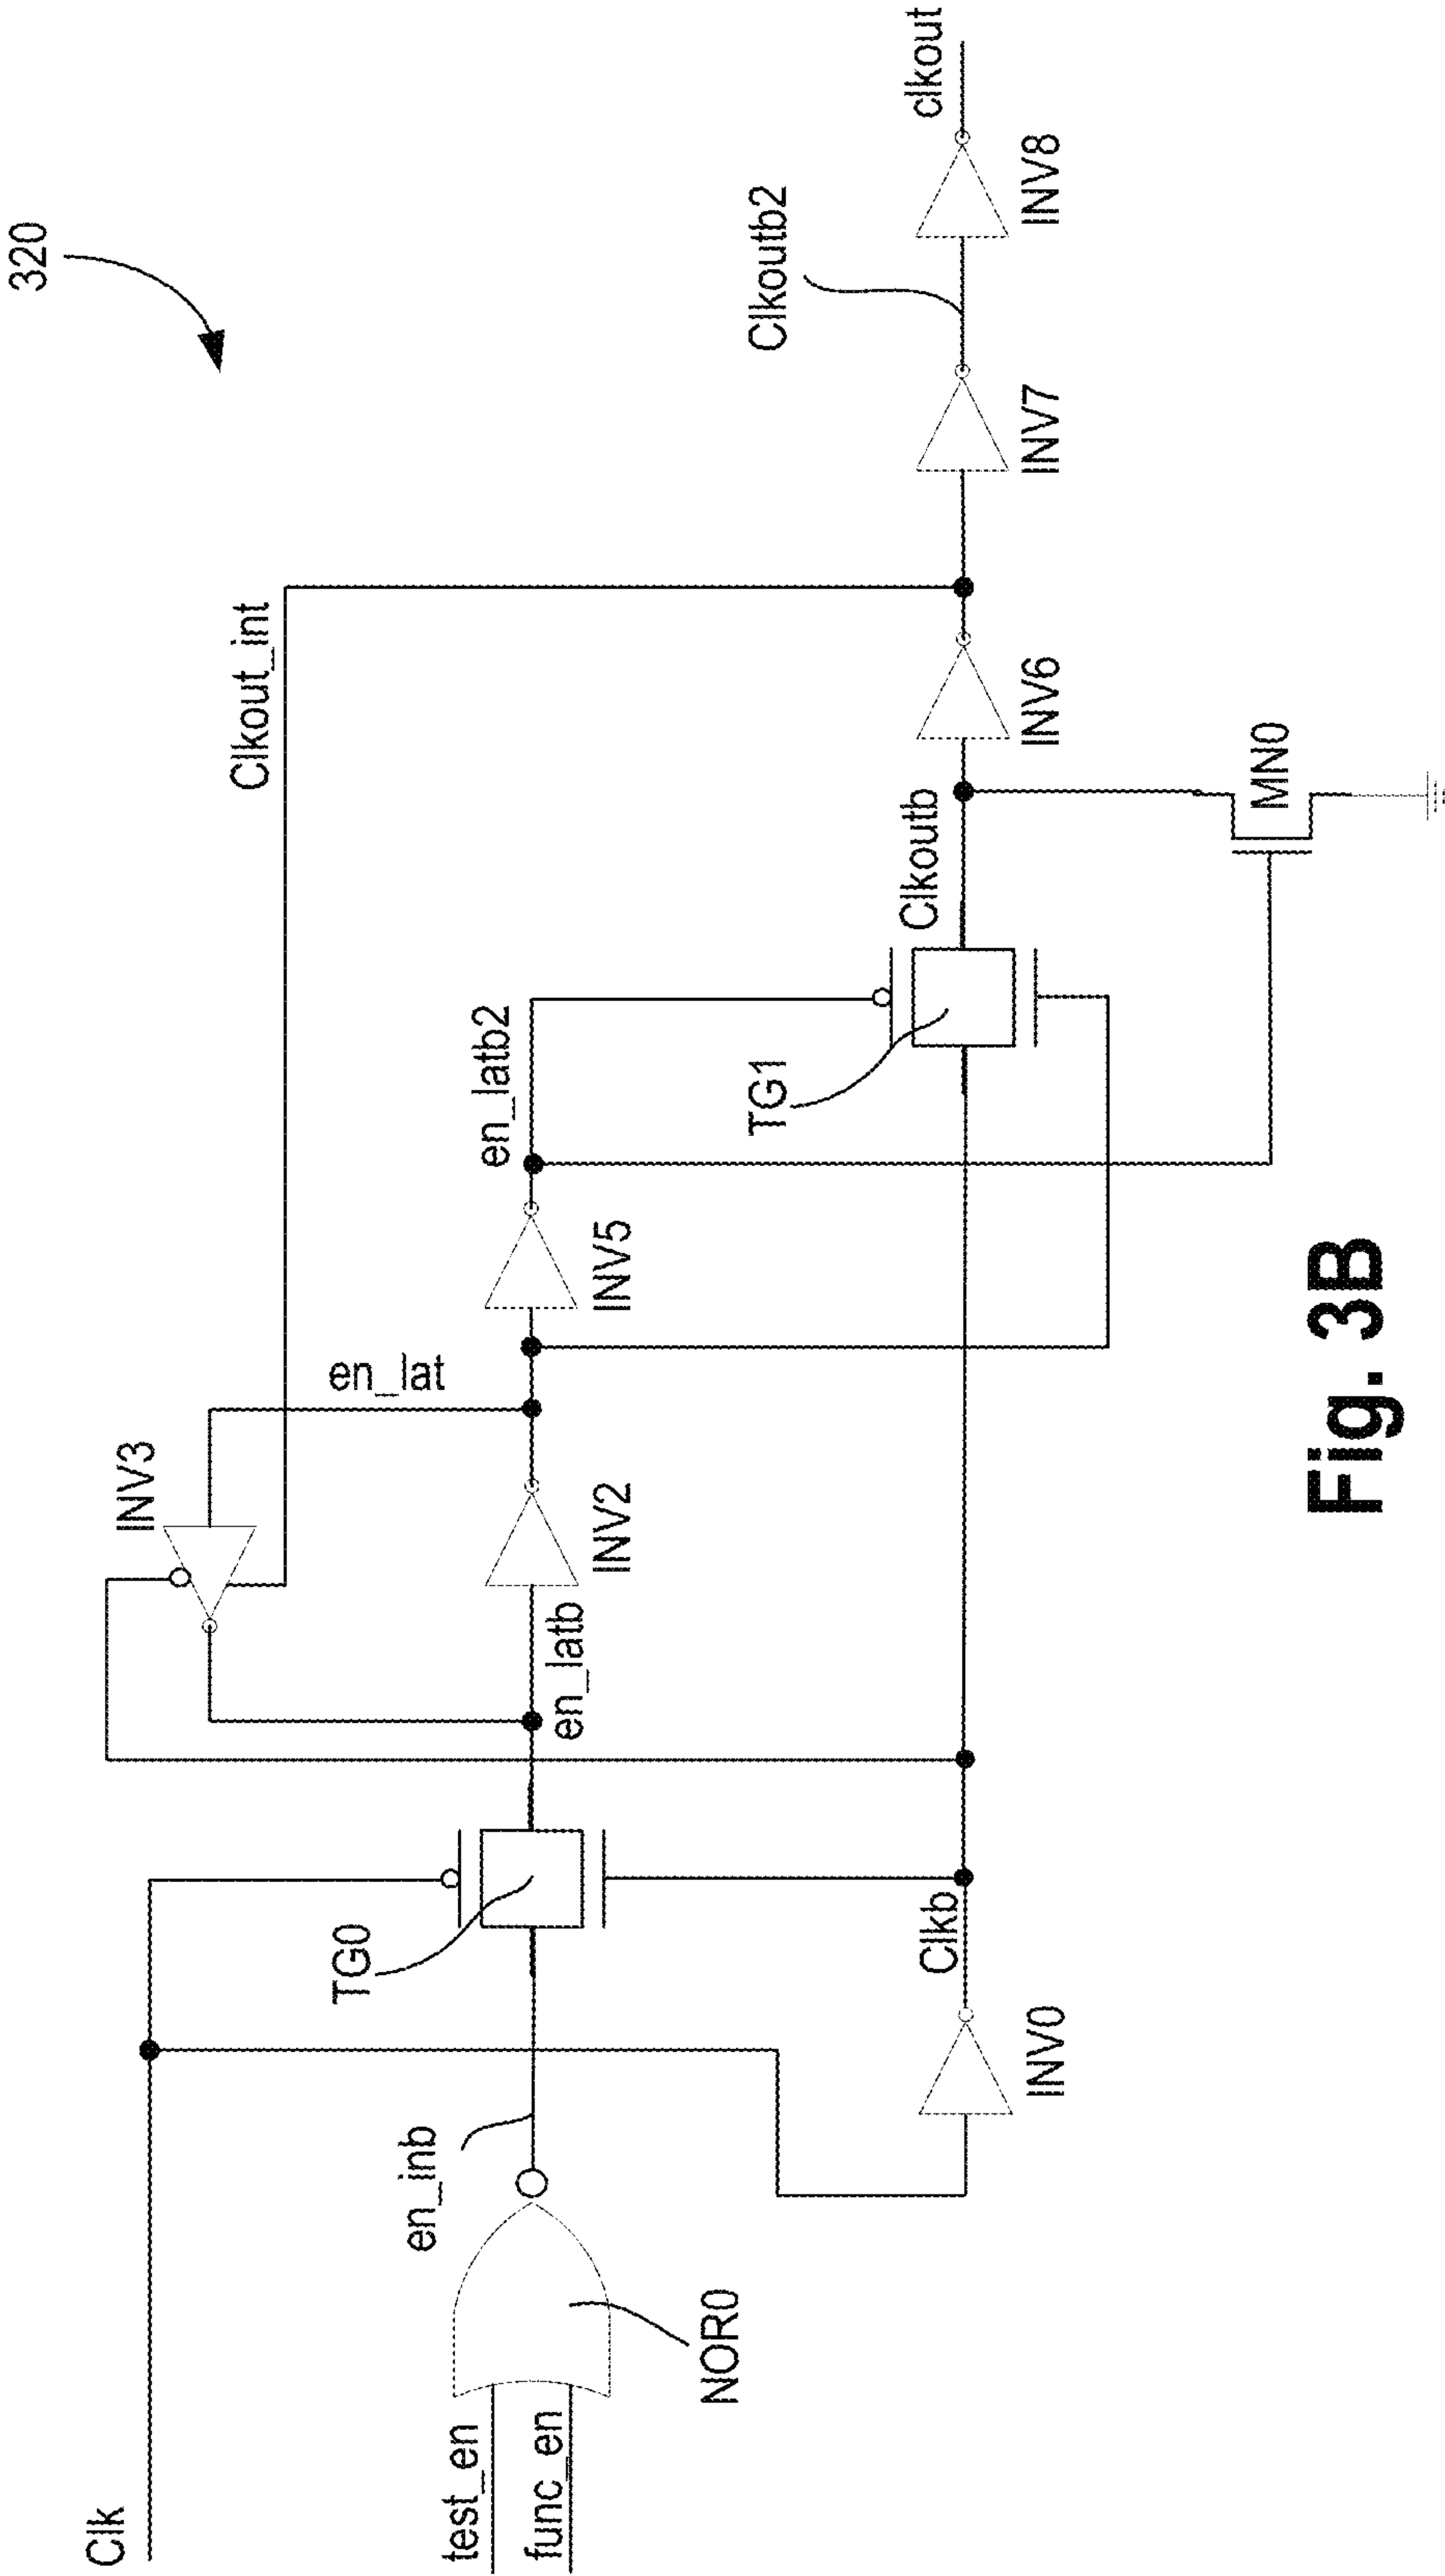 320
Clk
test_en
func_en
NOR0
en_inb
TG0
INV0
Clkb
en_latb
INV3
INV2
en_lat
INV5
en_latb2
TG1
Clkoutb
Clkout_int
MN0
INV6
INV7
Clkoutb2
INV8
clkout
Fig. 3B